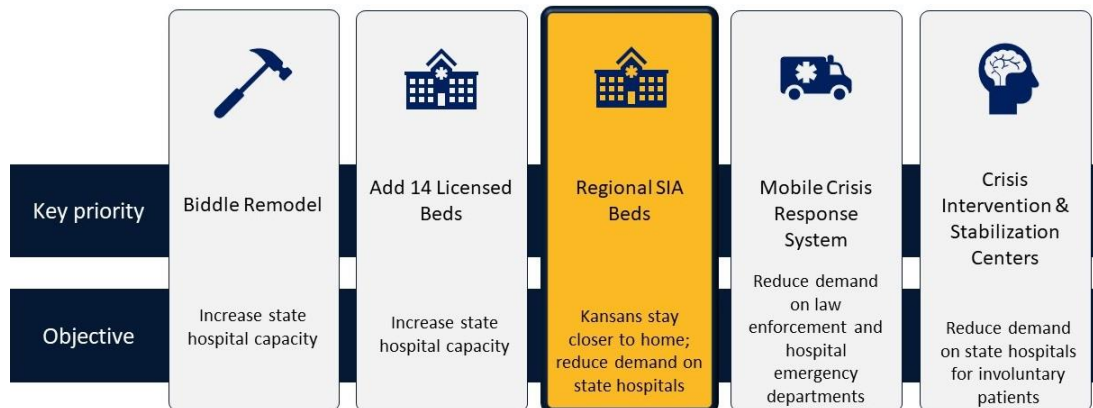 Key priority
Biddle Remodel
Add 14 Licensed
Beds
Regional SIA
Beds
Mobile Crisis
Response
System
Crisis
Intervention &
Stabilization
Centers
Objective
Increase state
hospital capacity
Increase state
hospital capacity
Kansans stay
closer to home;
reduce demand on
state hospitals
Reduce demand
on law
enforcement and
hospital
emergency
departments
Reduce demand
on state hospitals
for involuntary
patients